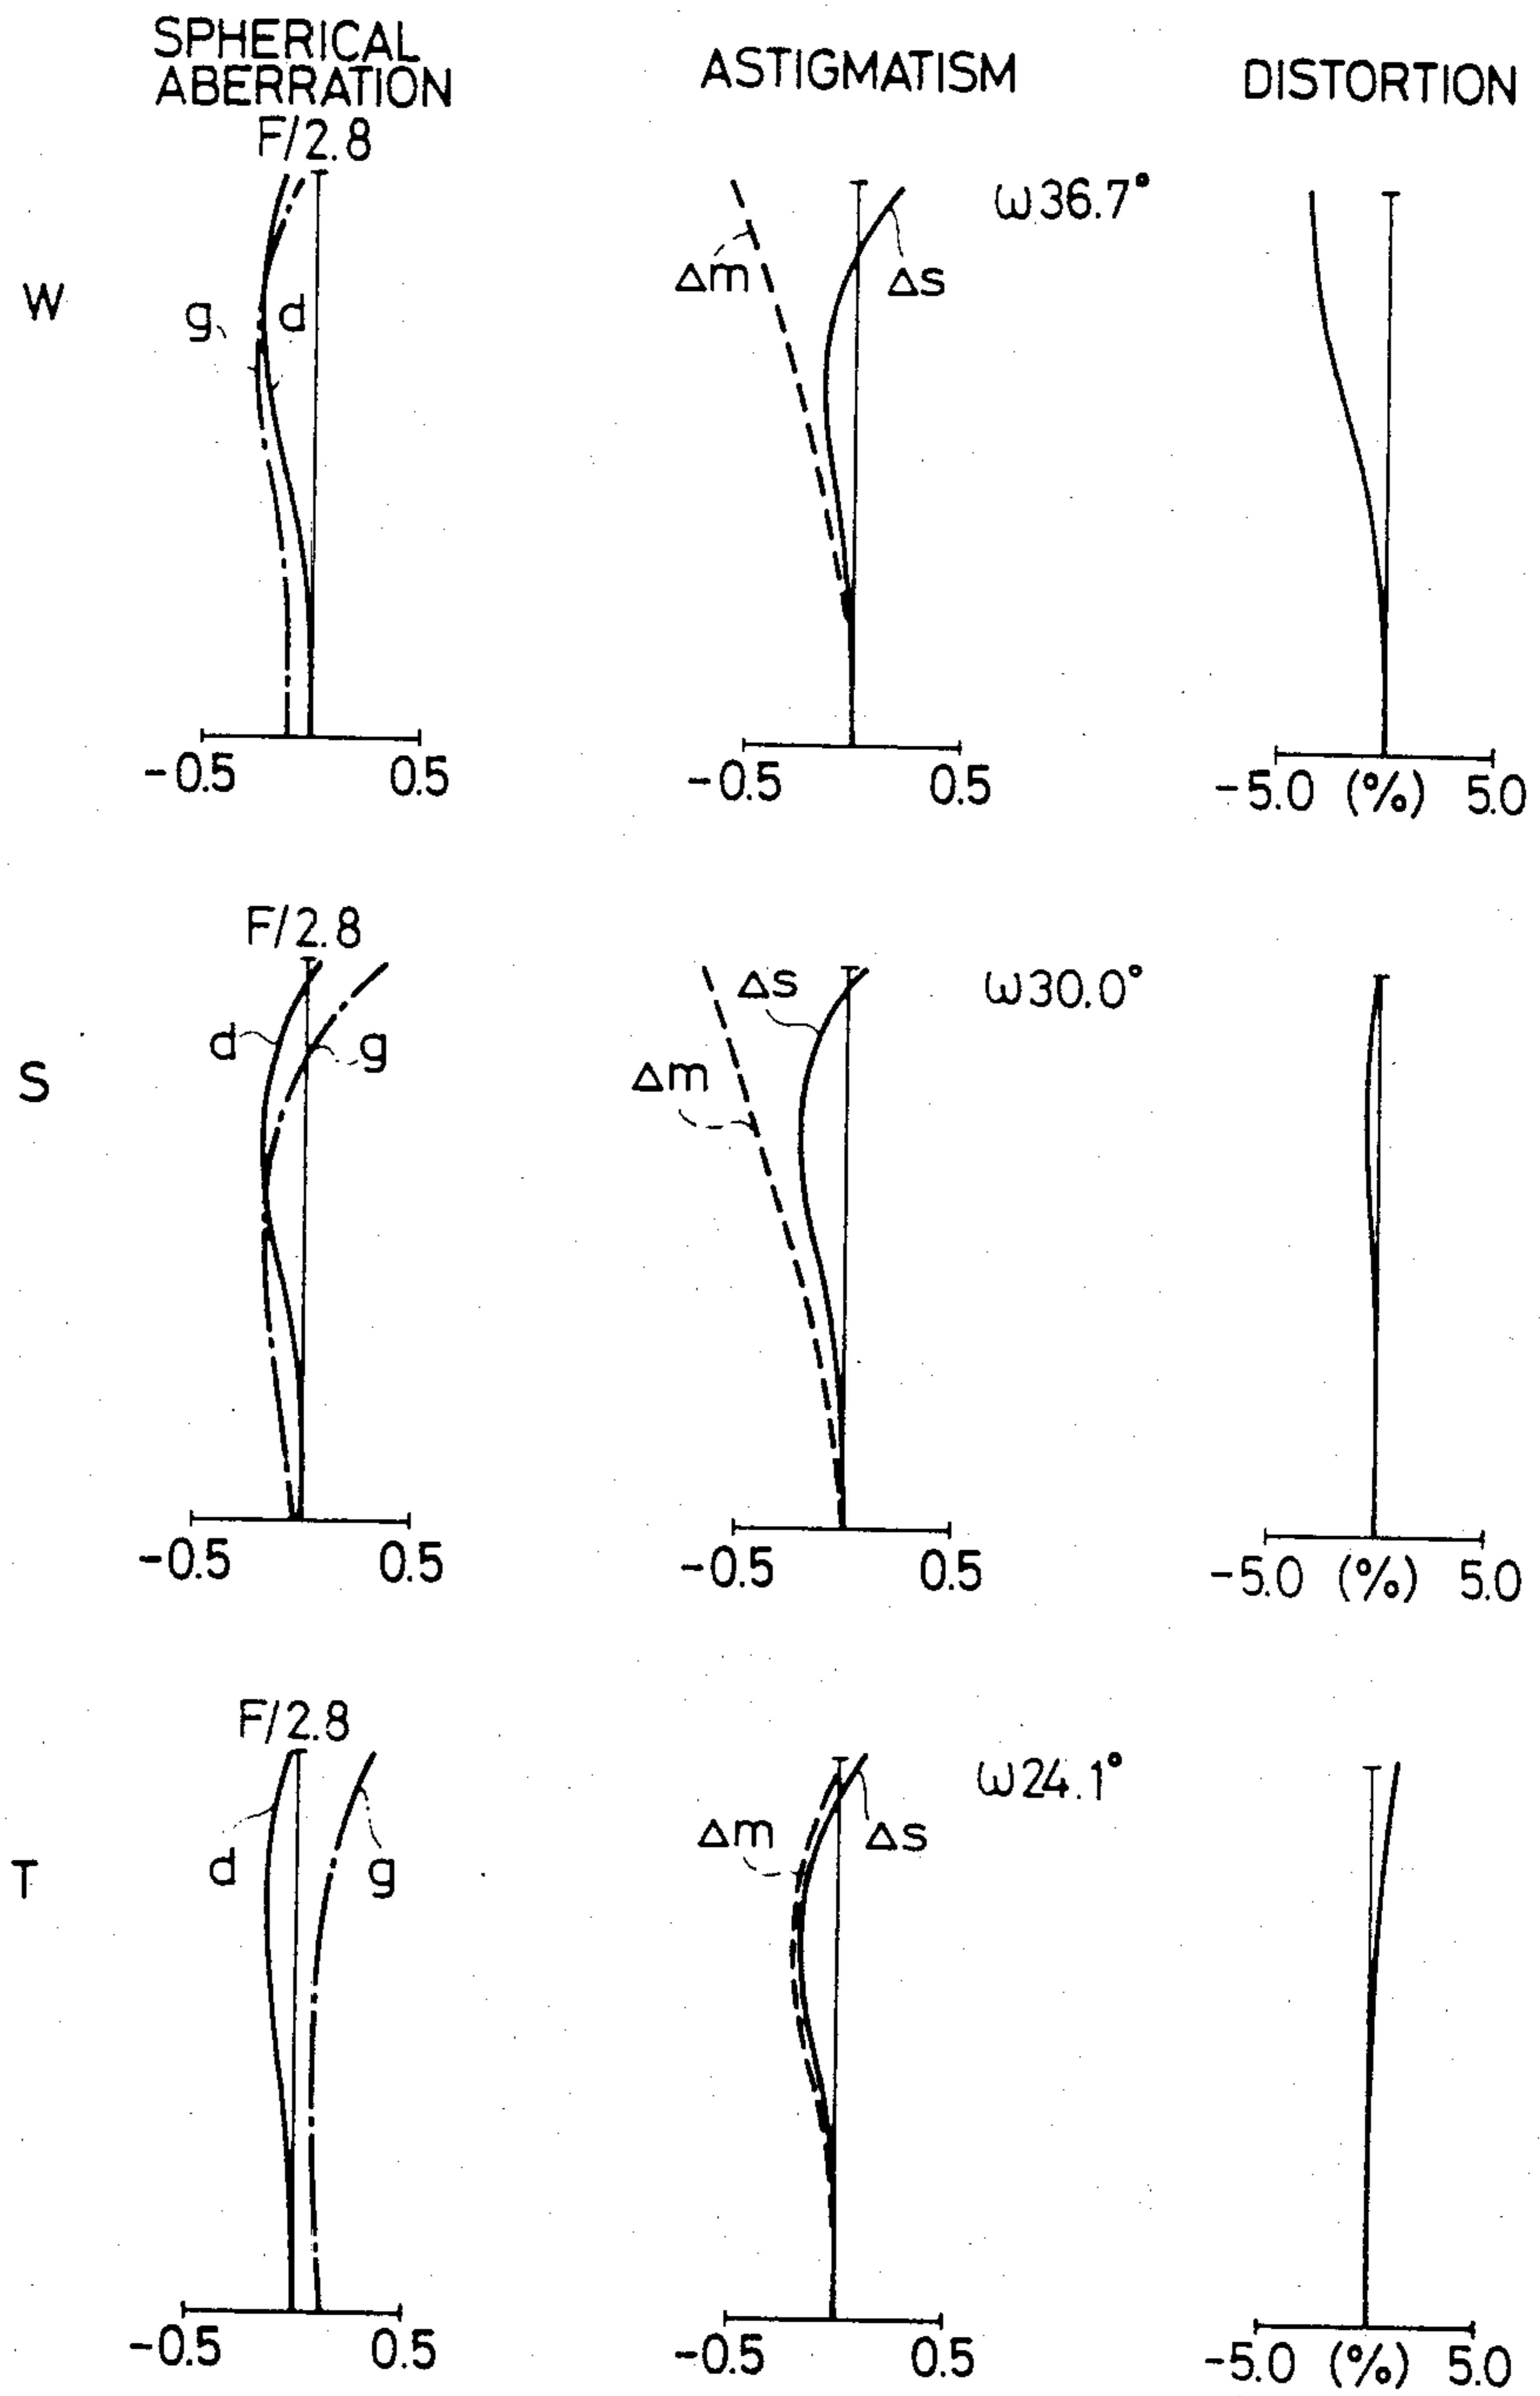 SPHERICAL
ABERRATION
ASTIGMATISM
DISTORTION
F/2.8
ω36.7°
W
g
d
Δm
Δs
-0.5
0.5
-0.5
0.5
-5.0
(%)
5.0
F/2.8
ω30.0°
S
d
g
Δs
Δm
-0.5
0.5
-0.5
0.5
-5.0
(%)
5.0
F/2.8
ω24.1°
T
d
g
Δm
Δs
-0.5
0.5
-0.5
0.5
-5.0
(%)
5.0